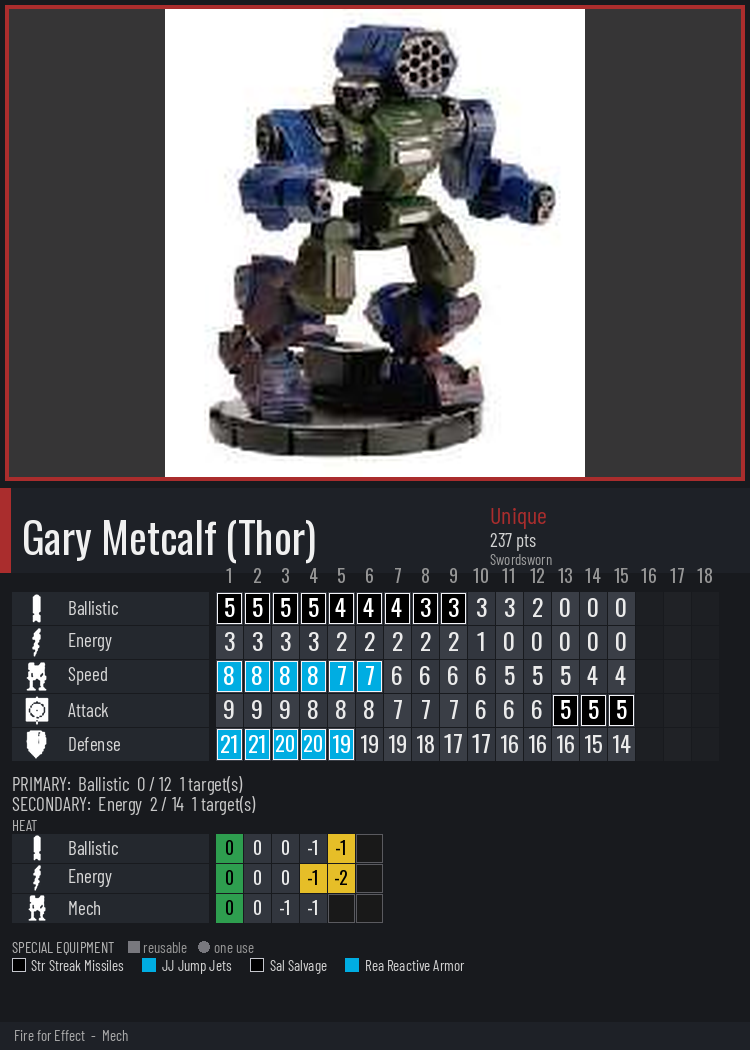 Gary Metcalf (Thor)
Unique
237 pts
Swordsworn
1 2 3 4 5 6 7 8 9 10 11 12 13 14 15 16 17 18
Ballistic 5 5 5 5 4 4 4 3 3 3 3 2 0 0 0
Energy 3 3 3 3 2 2 2 2 2 1 0 0 0 0 0
Speed 8 8 8 8 7 7 6 6 6 6 5 5 5 4 4
Attack 9 9 9 8 8 8 7 7 7 6 6 6 5 5 5
Defense 21 21 20 20 19 19 19 18 17 17 16 16 16 15 14
PRIMARY: Ballistic 0 / 12 1 target(s)
SECONDARY: Energy 2 / 14 1 target(s)
HEAT
Ballistic 0 0 0 -1 -1
Energy 0 0 0 -1 -2
Mech 0 0 -1 -1
SPECIAL EQUIPMENT reusable one use
Str Streak Missiles JJ Jump Jets Sal Salvage Rea Reactive Armor
Fire for Effect - Mech